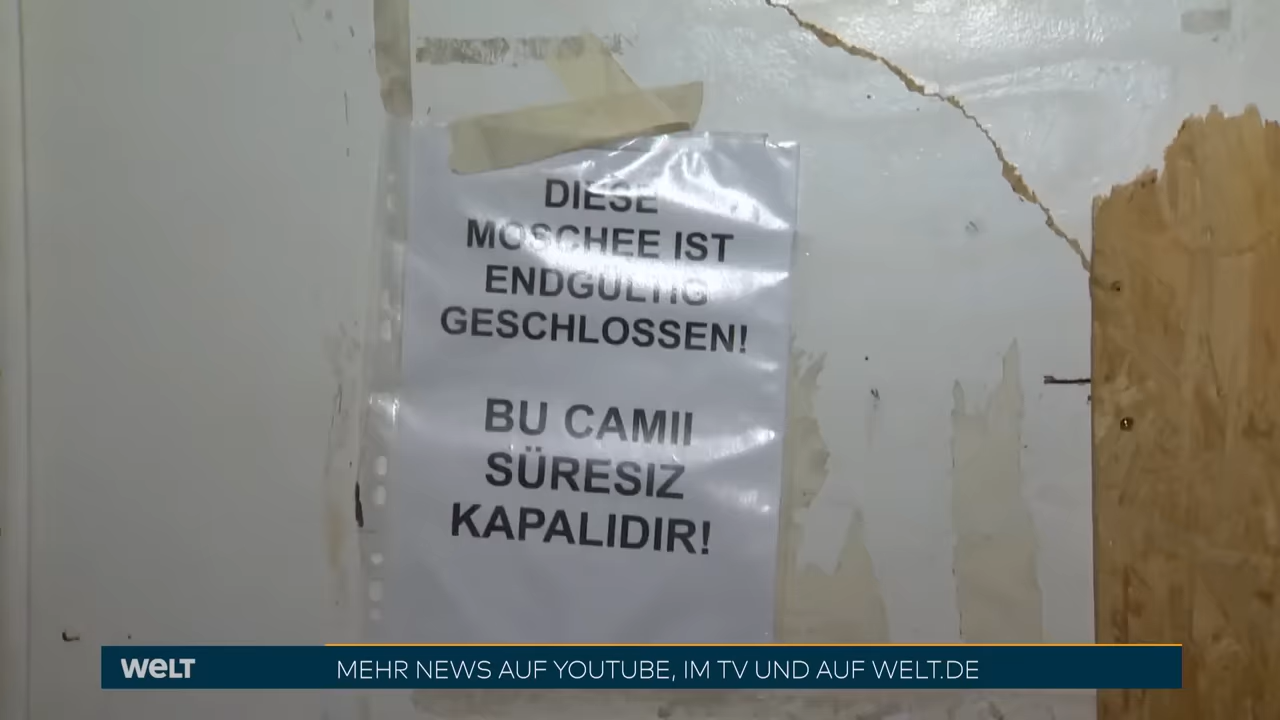 DIESE
MOSCHEE IST
ENDGÜLTIG
GESCHLOSSEN!
BU CAMII
SÜRESIZ
KAPALIDIR!
WELT
MEHR NEWS AUF YOUTUBE, IM TV UND AUF WELT.DE